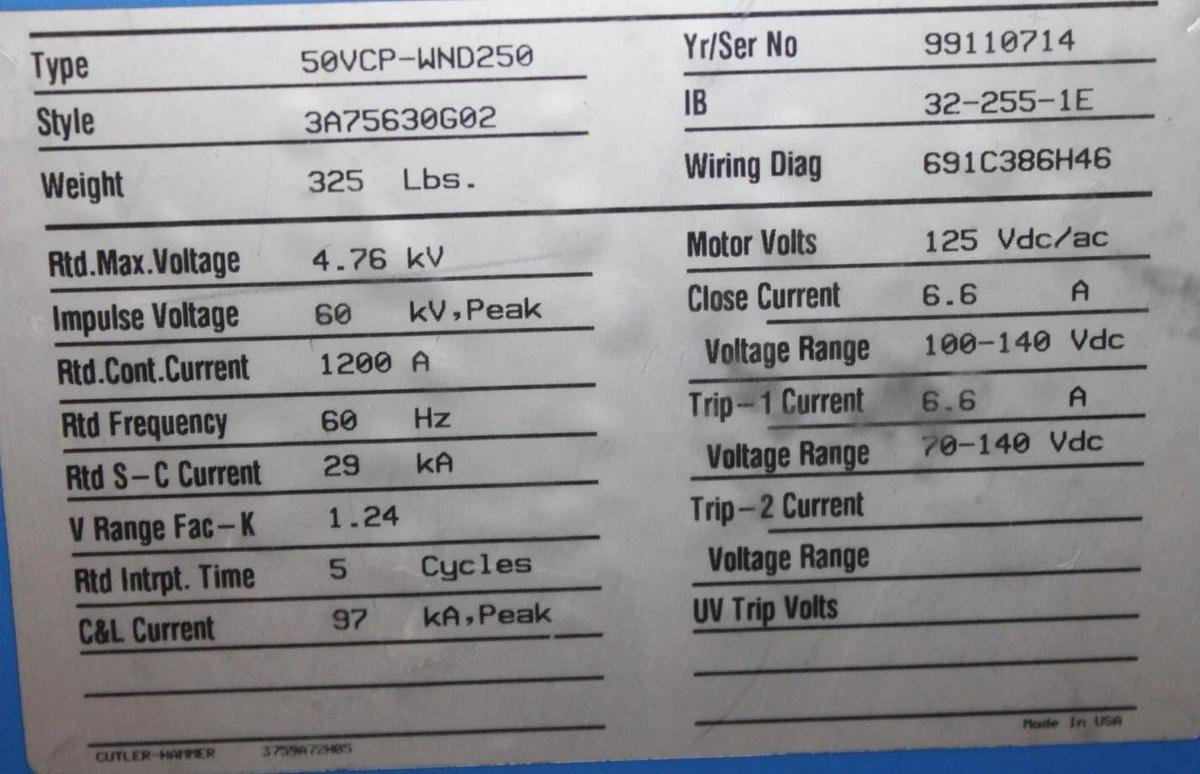 Type 50VCP-WND250
Style 3A75630G02
Weight 325 Lbs.
Yr/Ser No 99110714
IB 32-255-1E
Wiring Diag 691C386H46
Rtd.Max.Voltage 4.76 kV
Impulse Voltage 60 kV,Peak
Rtd.Cont.Current 1200 A
Rtd Frequency 60 Hz
Rtd S-C Current 29 kA
V Range Fac-K 1.24
Rtd Intrpt. Time 5 Cycles
C&L Current 97 kA,Peak
Motor Volts 125 Vdc/ac
Close Current 6.6 A
Voltage Range 100-140 Vdc
Trip-1 Current 6.6 A
Voltage Range 70-140 Vdc
Trip-2 Current
Voltage Range
UV Trip Volts
CUTLER-HAMMER 3759A72H05
Made In USA